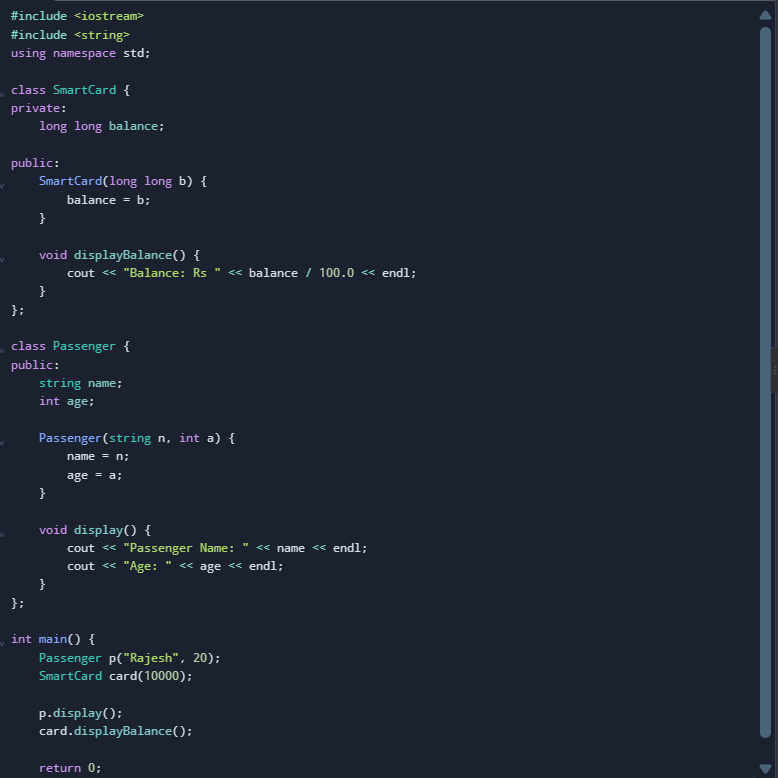 #include <iostream>
#include <string>
using namespace std;

class SmartCard {
private:
    long long balance;

public:
    SmartCard(long long b) {
        balance = b;
    }

    void displayBalance() {
        cout << "Balance: Rs " << balance / 100.0 << endl;
    }
};

class Passenger {
public:
    string name;
    int age;

    Passenger(string n, int a) {
        name = n;
        age = a;
    }

    void display() {
        cout << "Passenger Name: " << name << endl;
        cout << "Age: " << age << endl;
    }
};

int main() {
    Passenger p("Rajesh", 20);
    SmartCard card(10000);

    p.display();
    card.displayBalance();

    return 0;